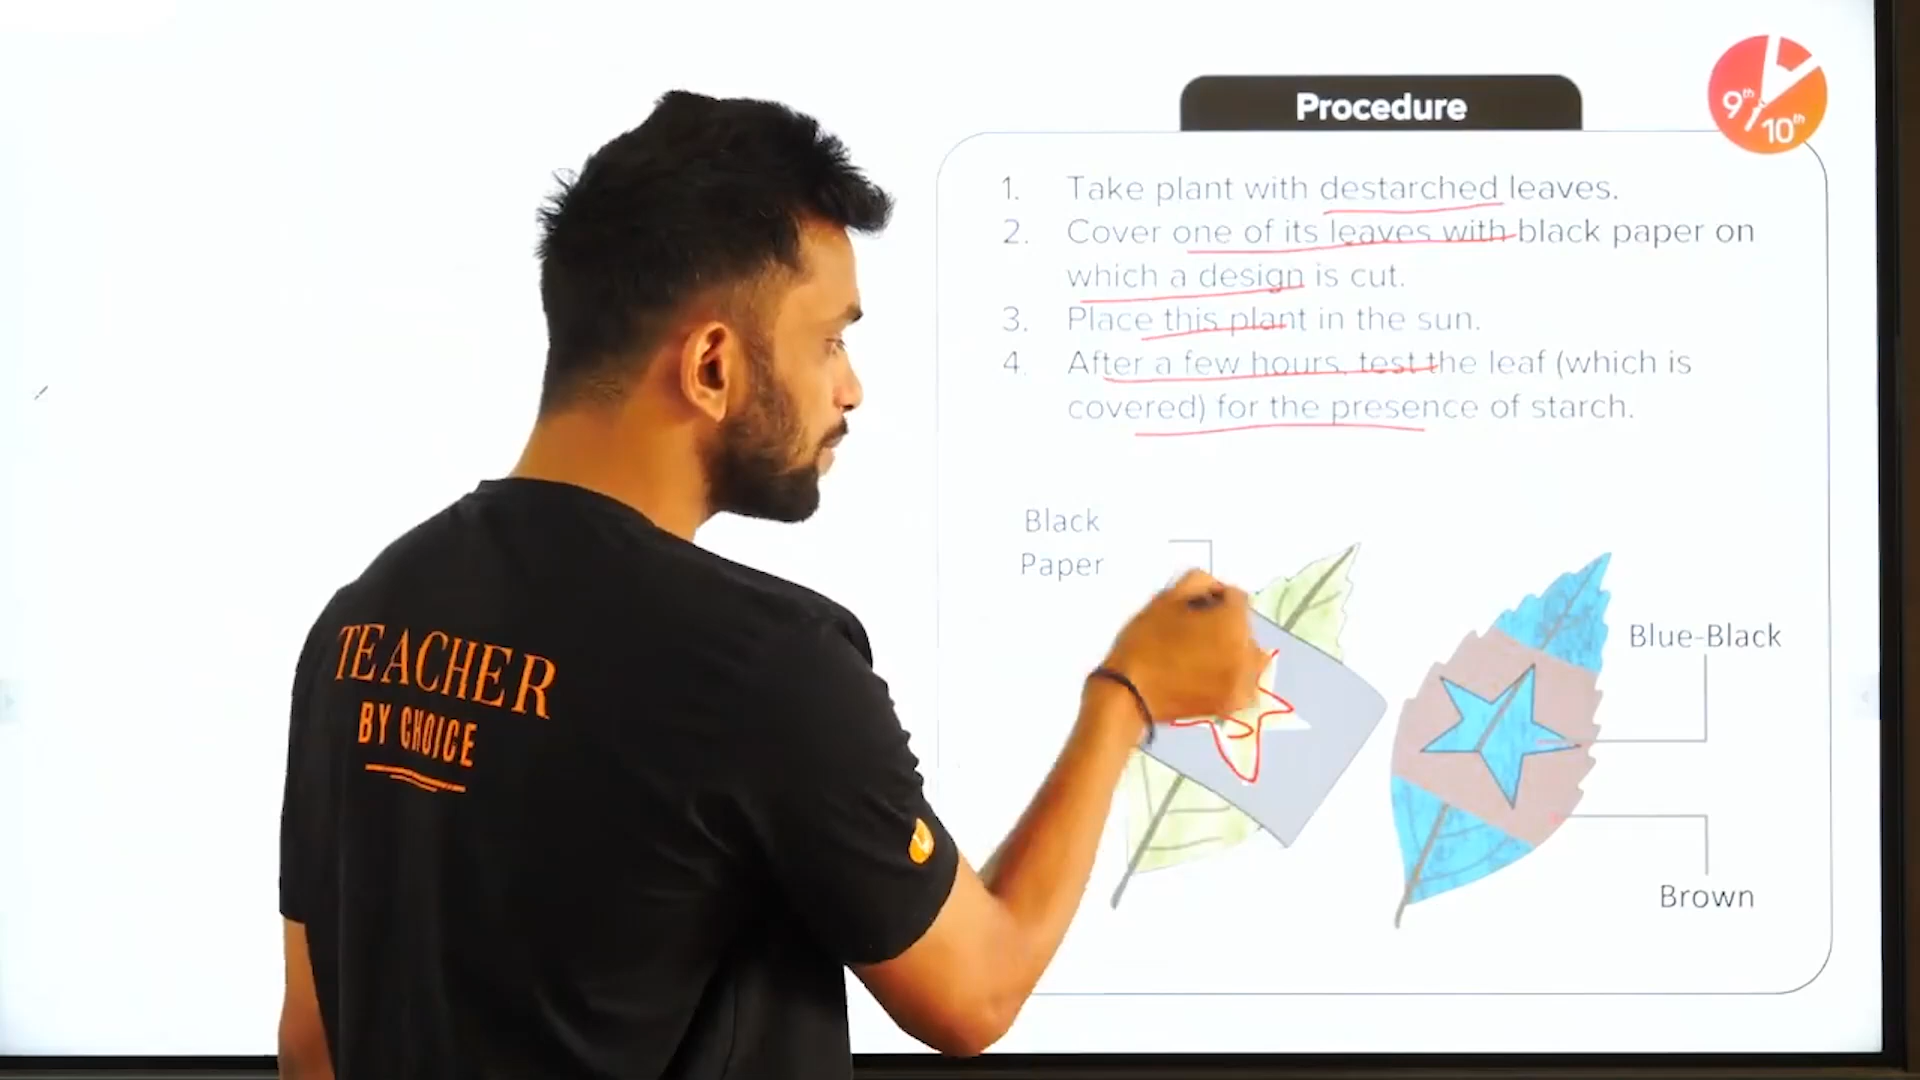 Procedure
9th
10th
1. Take plant with destarched leaves.
2. Cover one of its leaves with black paper on
which a design is cut.
3. Place this plant in the sun.
4. After a few hours, test the leaf (which is
covered) for the presence of starch.
Black
Paper
Blue-Black
Brown
TEACHER
BY CHOICE